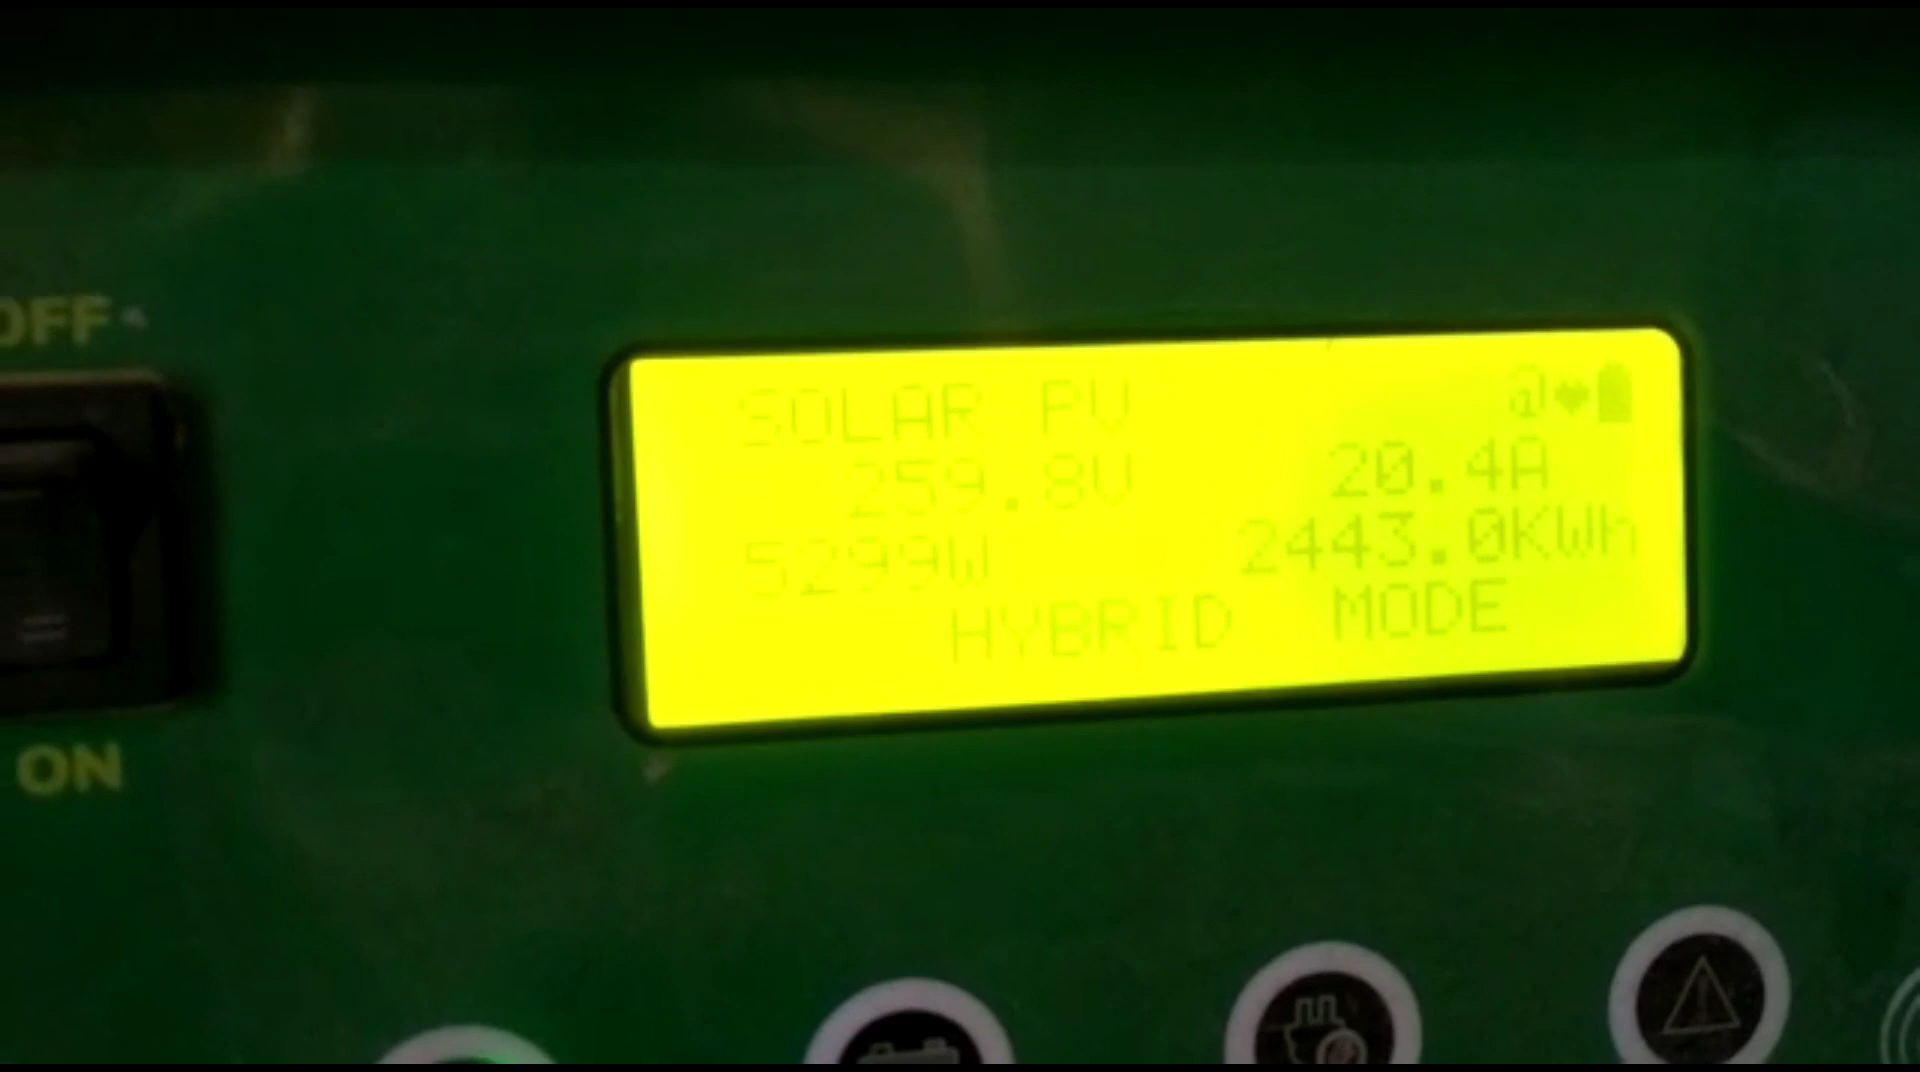 OFF
SOLAR PV @♥
259.8V 20.4A
5299W 2443.0KWh
HYBRID MODE
ON